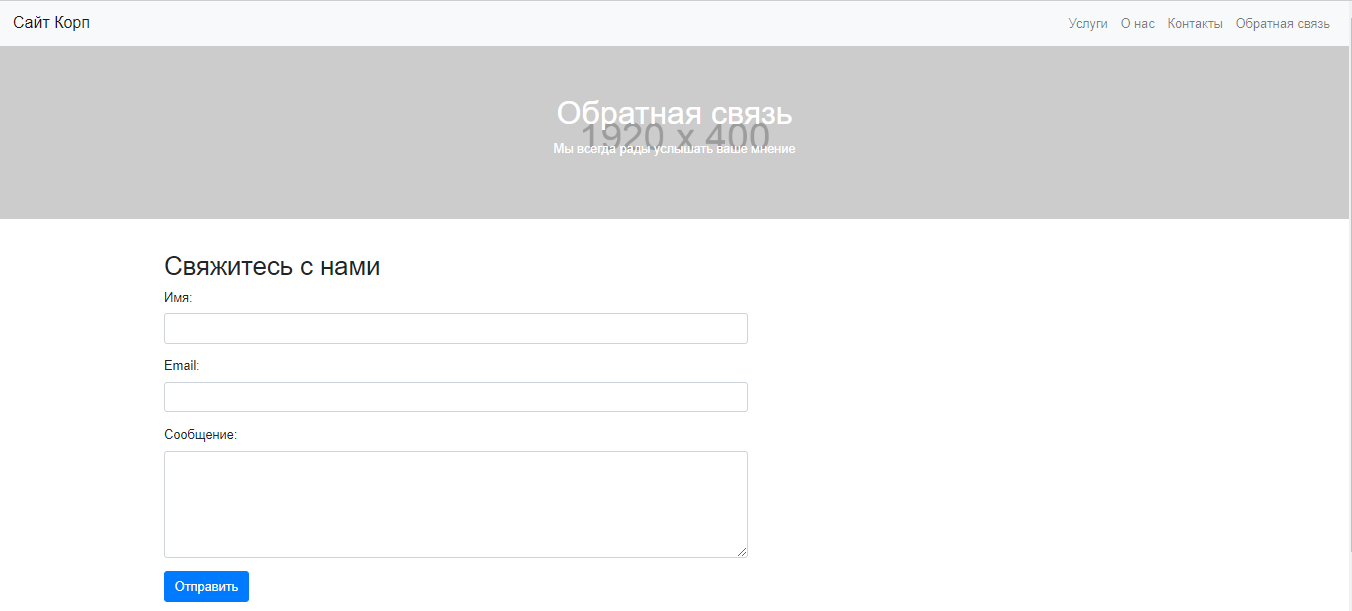 Сайт Корп
Услуги О нас Контакты Обратная связь
Обратная связь
1920 x 400
Мы всегда рады услышать ваше мнение
Свяжитесь с нами
Имя:
Email:
Сообщение:
Отправить